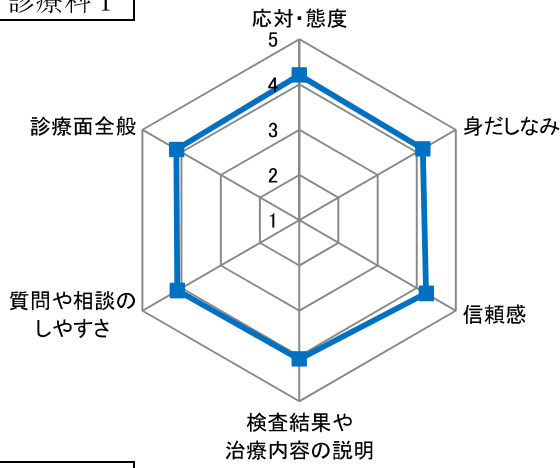 診療科1
応対・態度
5
4
3
2
1
診療面全般
身だしなみ
質問や相談の
しやすさ
信頼感
検査結果や
治療内容の説明